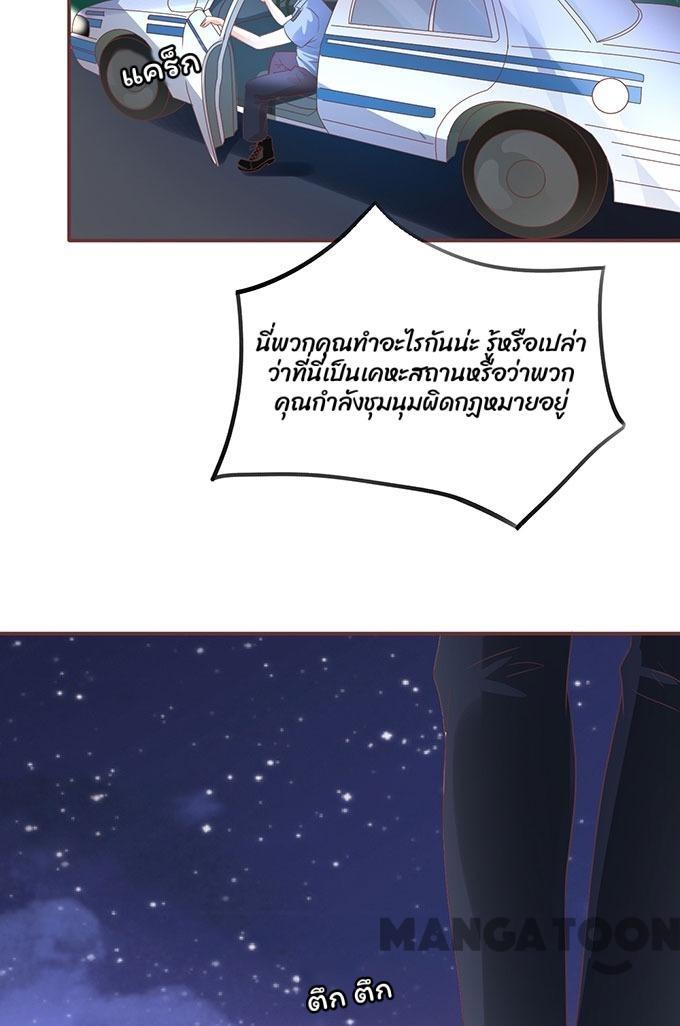 แคร็ก
นี่พวกคุณทำอะไรกันน่ะ รู้หรือเปล่า
ว่าที่นี่เป็นเคหะสถานหรือว่าพวก
คุณกำลังชุมนุมผิดกฏหมายอยู่
MANGATOON
ตึก ตึก